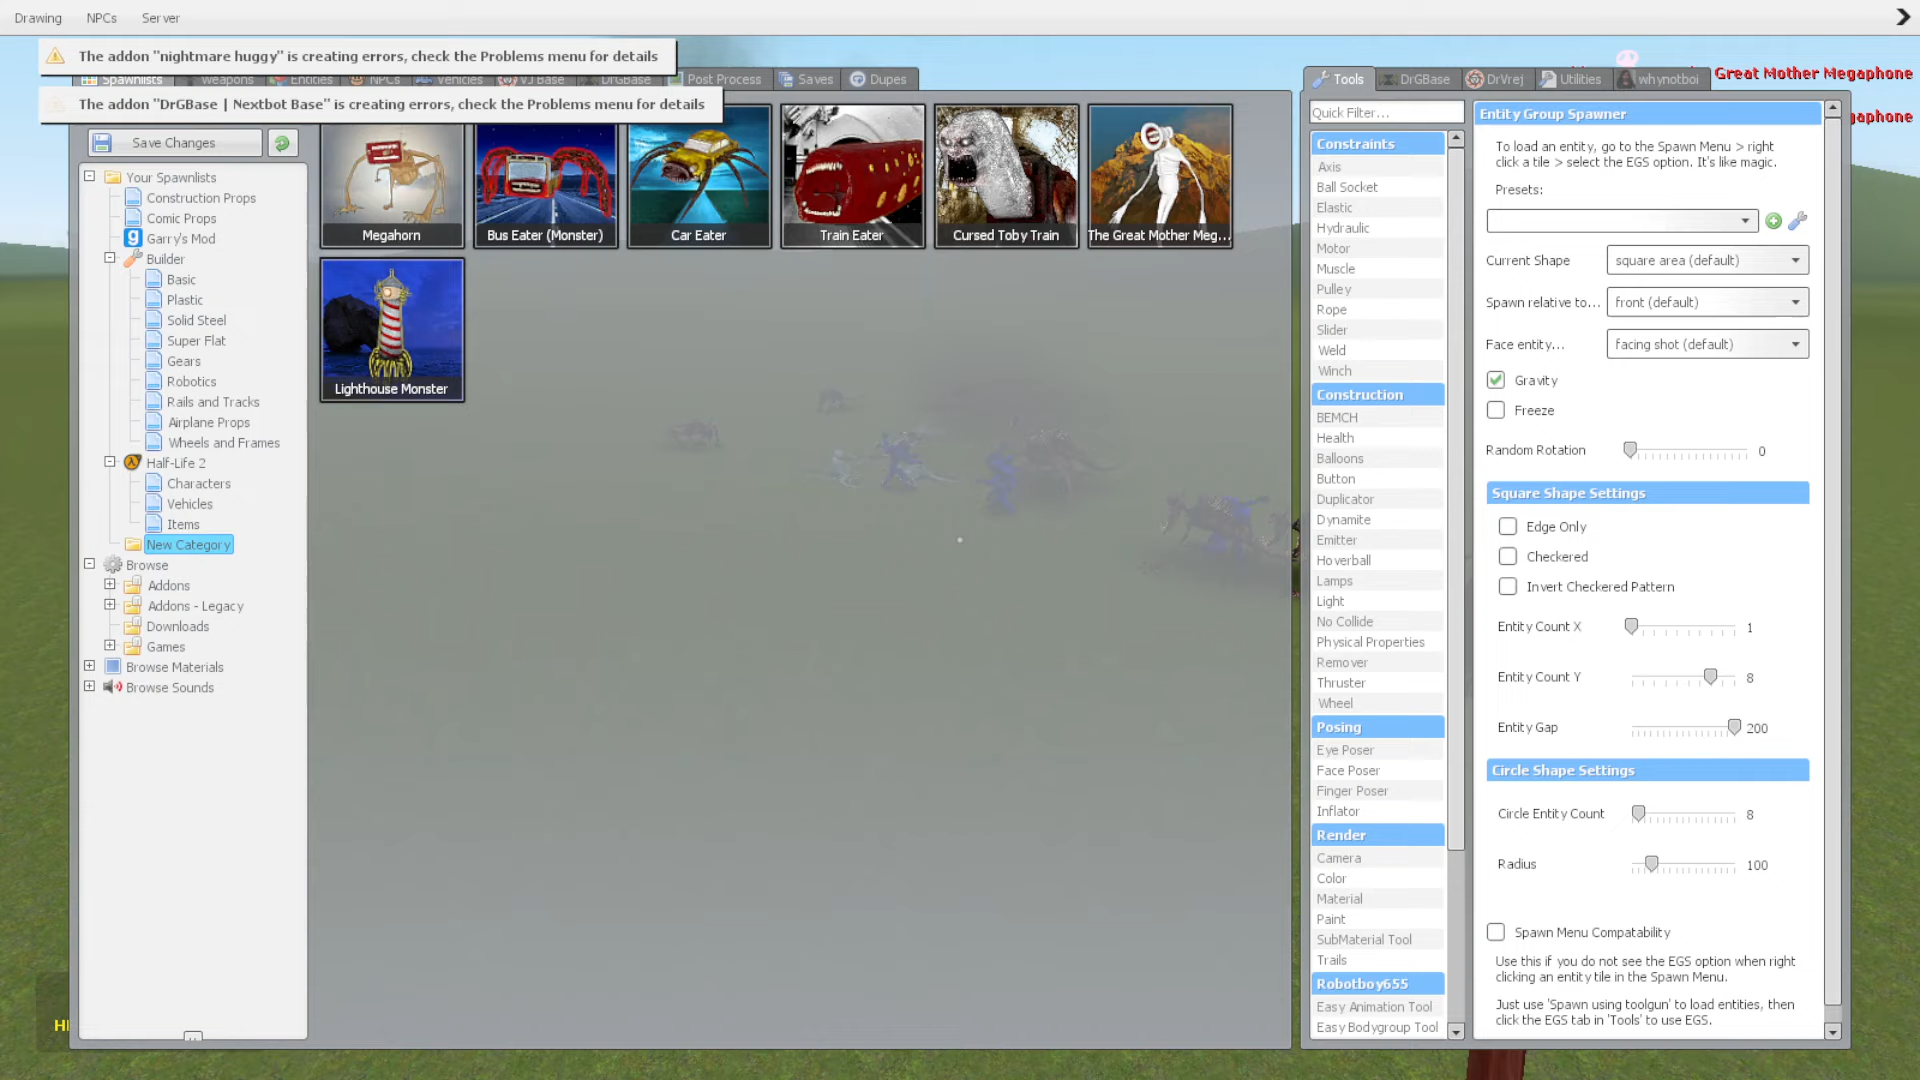 Drawing NPCs Server
The addon "nightmare huggy" is creating errors, check the Problems menu for details
Spawnlists Weapons Entities NPCs Vehicles VJ Base DrGBase Post Process Saves Dupes
The addon "DrGBase | Nextbot Base" is creating errors, check the Problems menu for details
Save Changes
Your Spawnlists
Construction Props
Comic Props
Garry's Mod
Builder
Basic
Plastic
Solid Steel
Super Flat
Gears
Robotics
Rails and Tracks
Airplane Props
Wheels and Frames
Half-Life 2
Characters
Vehicles
Items
New Category
Browse
Addons
Addons - Legacy
Downloads
Games
Browse Materials
Browse Sounds
Megahorn
Bus Eater (Monster)
Car Eater
Train Eater
Cursed Toby Train
The Great Mother Meg...
Lighthouse Monster
Tools DrGBase DrVrej Utilities whynotboi
Great Mother Megaphone
Quick Filter...
Constraints
Axis
Ball Socket
Elastic
Hydraulic
Motor
Muscle
Pulley
Rope
Slider
Weld
Winch
Construction
BEMCH
Health
Balloons
Button
Duplicator
Dynamite
Emitter
Hoverball
Lamps
Light
No Collide
Physical Properties
Remover
Thruster
Wheel
Posing
Eye Poser
Face Poser
Finger Poser
Inflator
Render
Camera
Color
Material
Paint
SubMaterial Tool
Trails
Robotboy655
Easy Animation Tool
Easy Bodygroup Tool
Entity Group Spawner
To load an entity, go to the Spawn Menu > right
click a tile > select the EGS option. It's like magic.
Presets:
Current Shape square area (default)
Spawn relative to... front (default)
Face entity... facing shot (default)
Gravity
Freeze
Random Rotation 0
Square Shape Settings
Edge Only
Checkered
Invert Checkered Pattern
Entity Count X 1
Entity Count Y 8
Entity Gap 200
Circle Shape Settings
Circle Entity Count 8
Radius 100
Spawn Menu Compatability
Use this if you do not see the EGS option when right
clicking an entity tile in the Spawn Menu.
Just use 'Spawn using toolgun' to load entities, then
click the EGS tab in 'Tools' to use EGS.